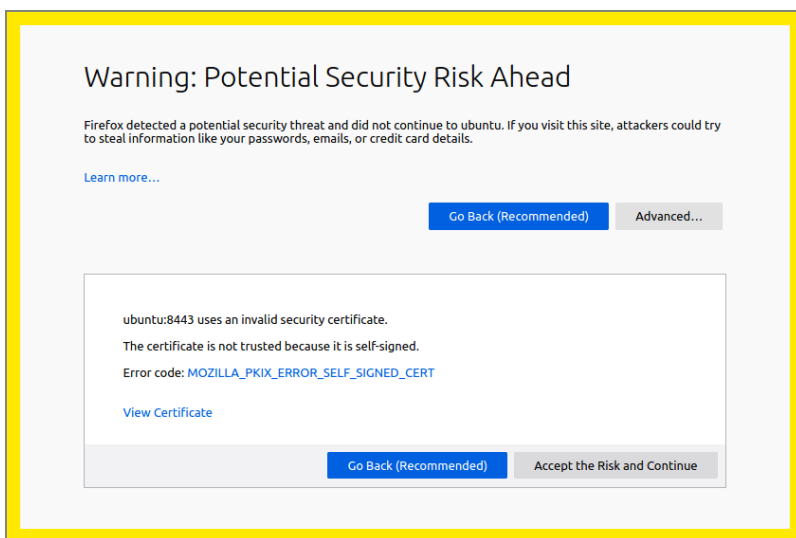 Warning: Potential Security Risk Ahead
Firefox detected a potential security threat and did not continue to ubuntu. If you visit this site, attackers could try
to steal information like your passwords, emails, or credit card details.
Learn more…
Go Back (Recommended) Advanced…
ubuntu:8443 uses an invalid security certificate.
The certificate is not trusted because it is self-signed.
Error code: MOZILLA_PKIX_ERROR_SELF_SIGNED_CERT
View Certificate
Go Back (Recommended) Accept the Risk and Continue